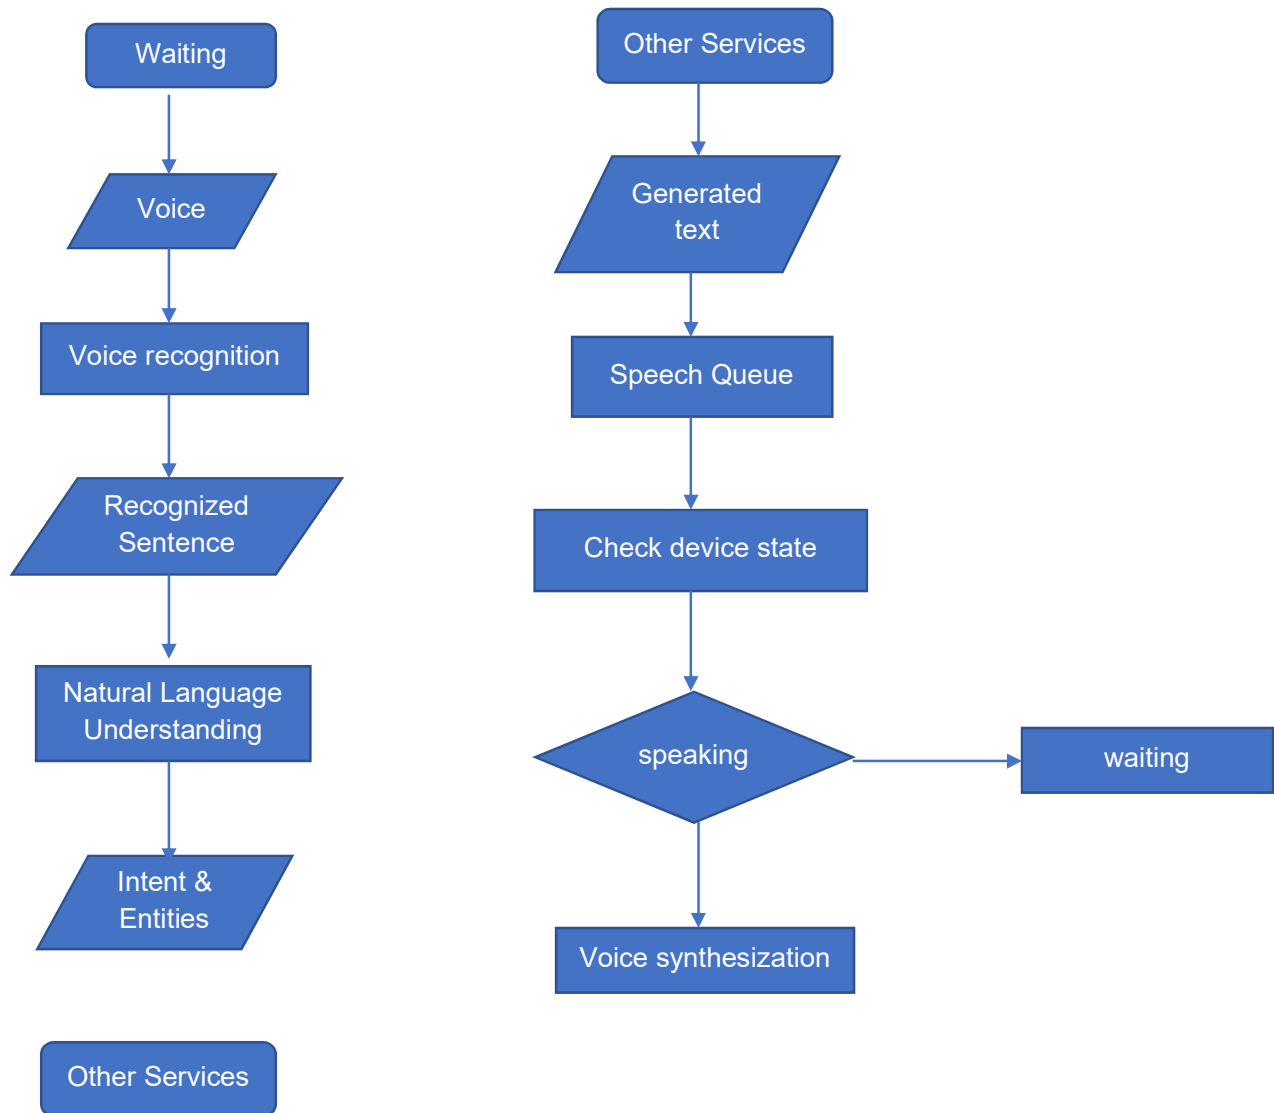 Waiting
Voice
Voice recognition
Recognized
Sentence
Natural Language
Understanding
Intent &
Entities
Other Services
Other Services
Generated
text
Speech Queue
Check device state
speaking
waiting
Voice synthesization